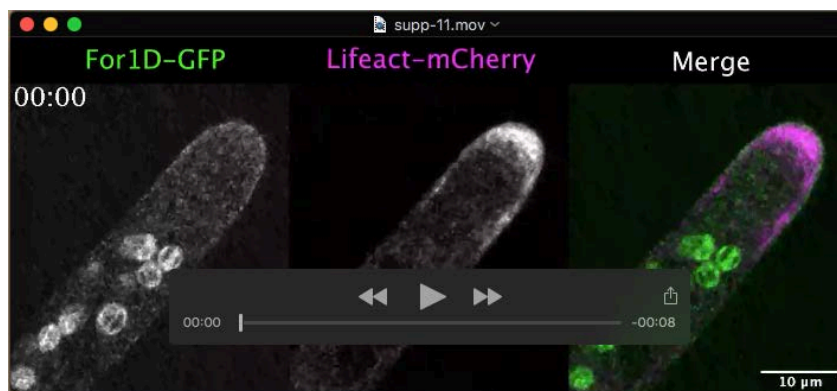 supp-11.mov
For1D-GFP Lifeact-mCherry Merge
00:00
00:00 -00:08
10 µm